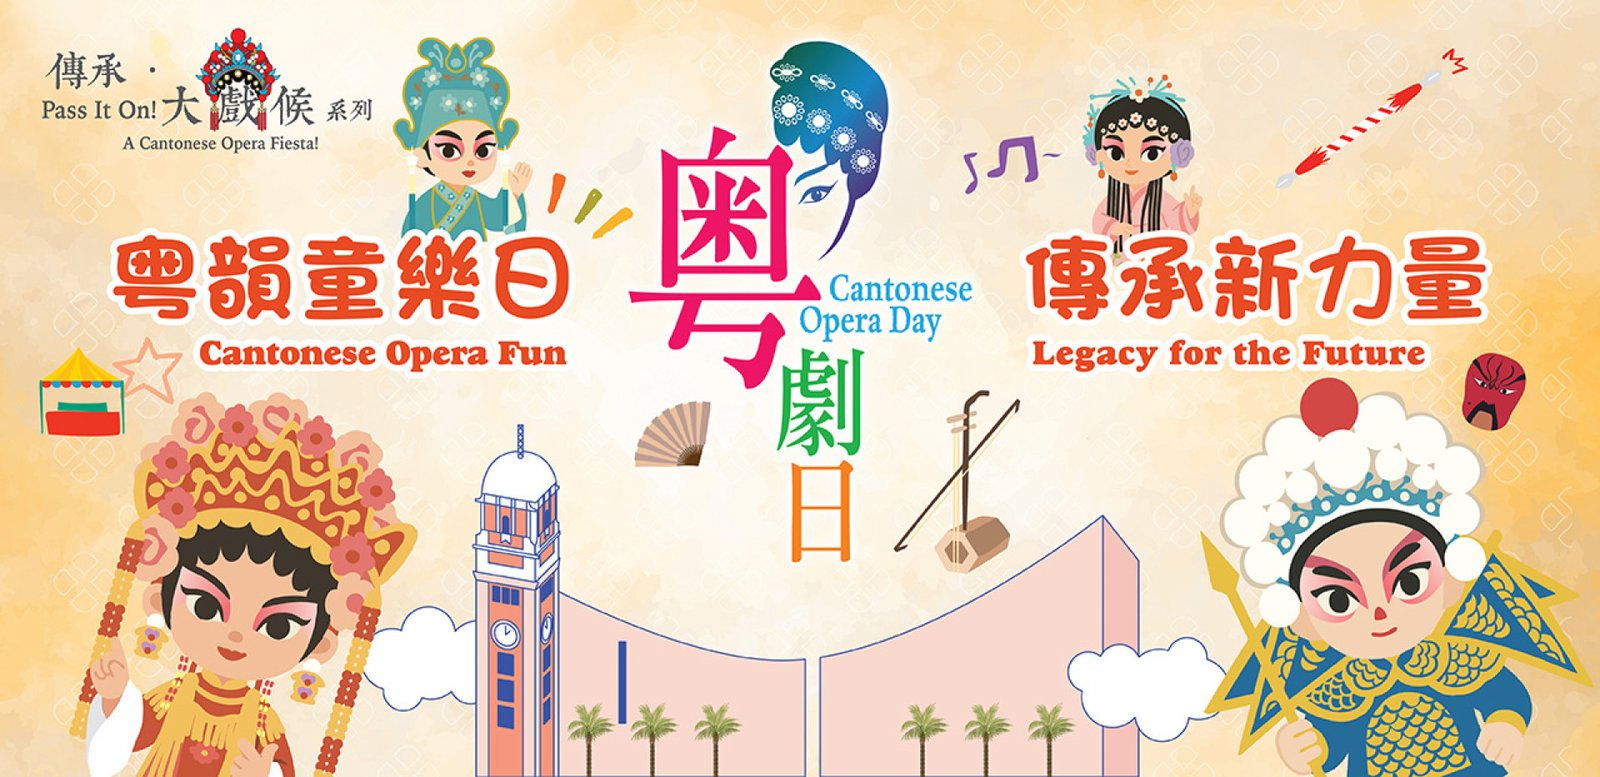 傳承・大戲候系列
Pass It On!
A Cantonese Opera Fiesta!
粵韻童樂日
Cantonese Opera Fun
粵劇日
Cantonese
Opera Day
傳承新力量
Legacy for the Future